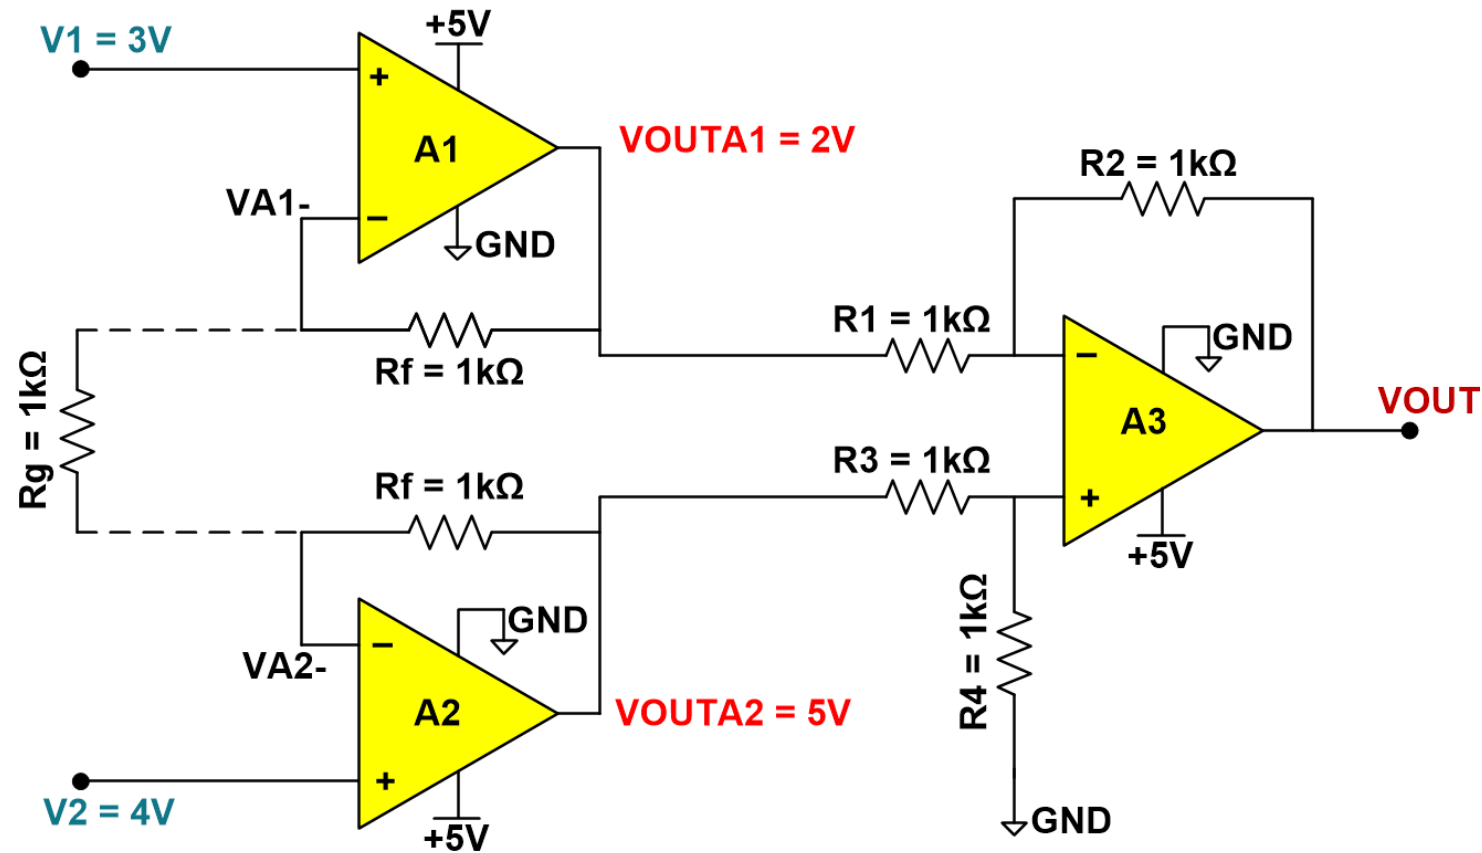 +5V
V1 = 3V
+
A1
VOUTA1 = 2V
VA1-
−
GND
R2 = 1kΩ
Rf = 1kΩ
R1 = 1kΩ
GND
−
A3
VOUT
Rg = 1kΩ
Rf = 1kΩ
R3 = 1kΩ
+
+5V
R4 = 1kΩ
GND
VA2-
−
A2
VOUTA2 = 5V
+
V2 = 4V
+5V
GND